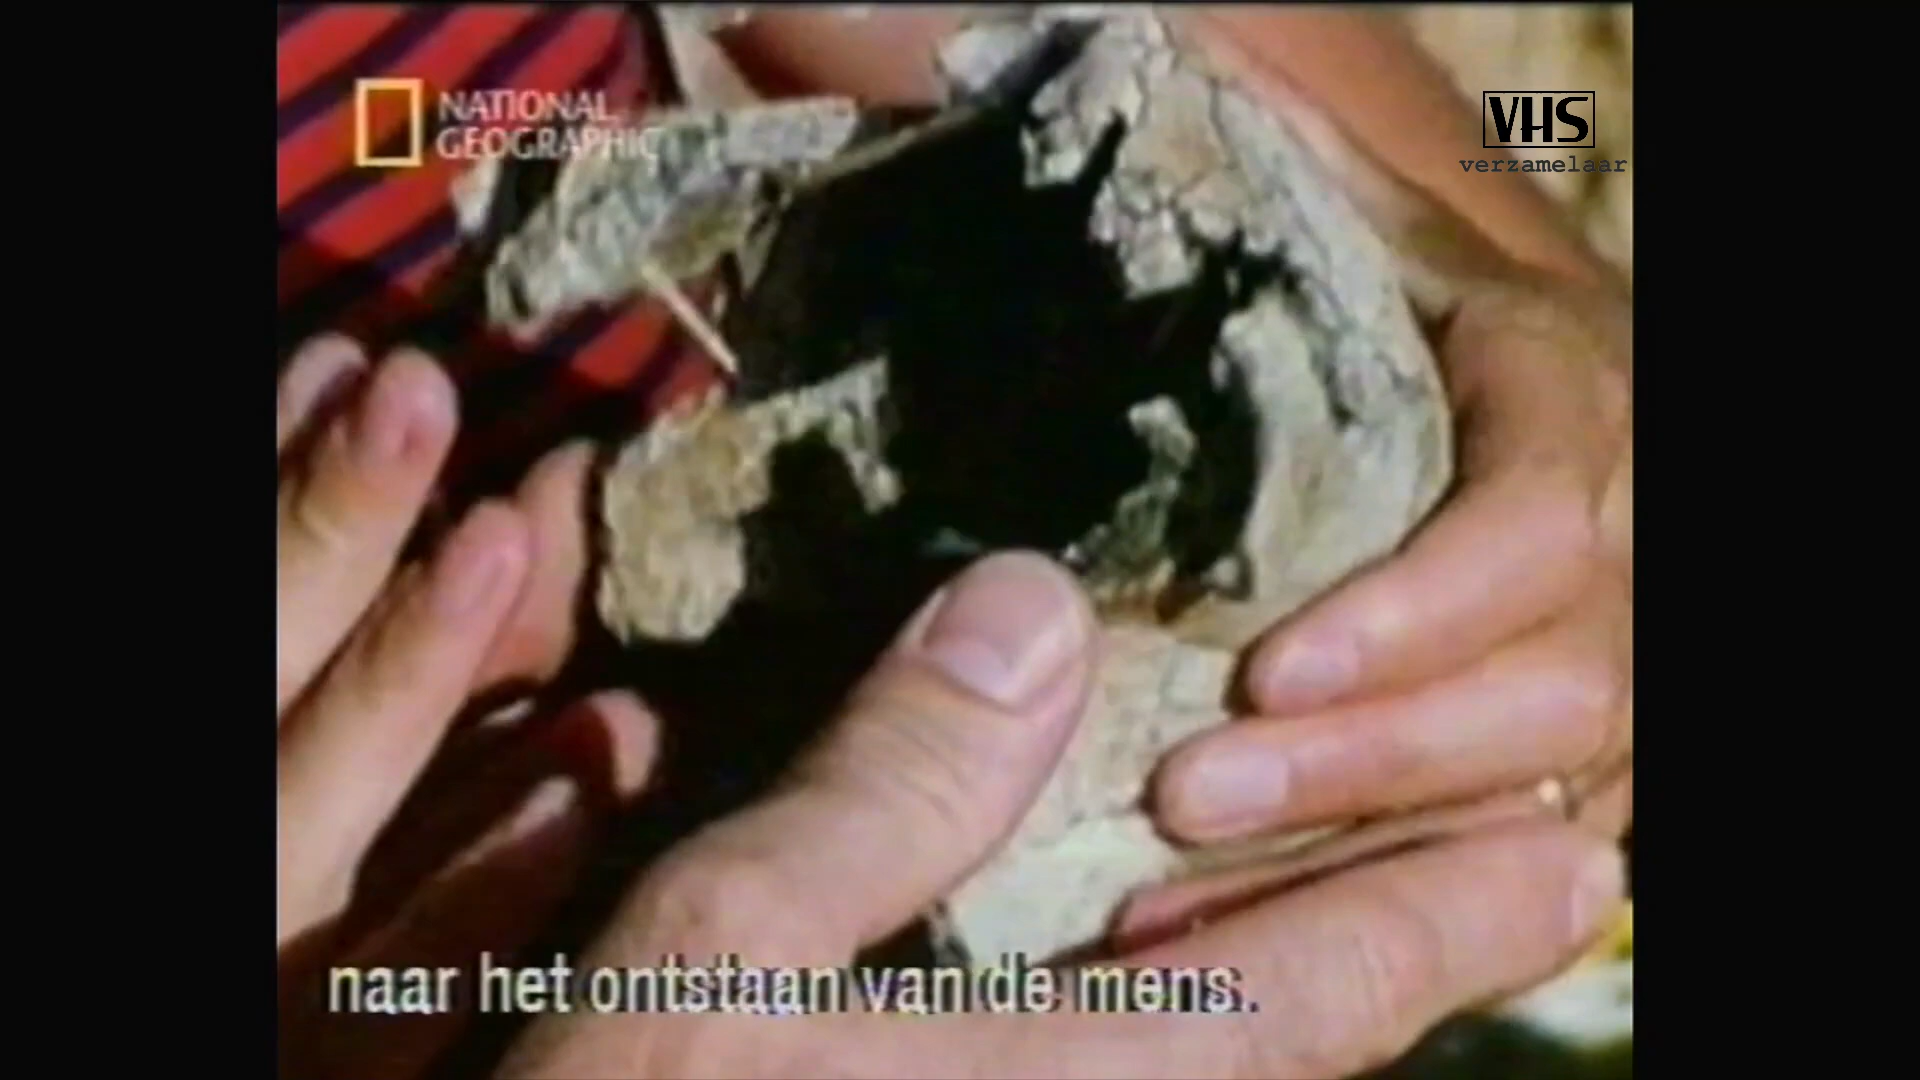 NATIONAL
GEOGRAPHIC
VHS
verzamelaar
naar het ontstaan van de mens.